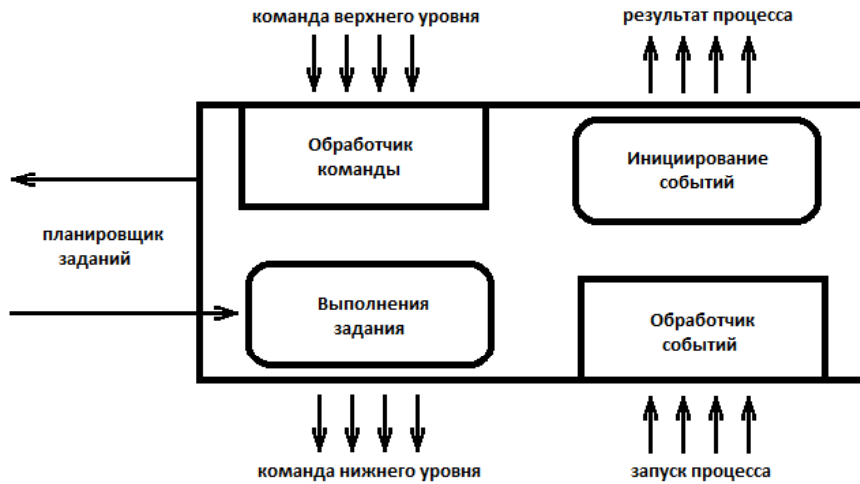 команда верхнего уровня
результат процесса
Обработчик
команды
Инициирование
событий
планировщик
заданий
Выполнения
задания
Обработчик
событий
команда нижнего уровня
запуск процесса